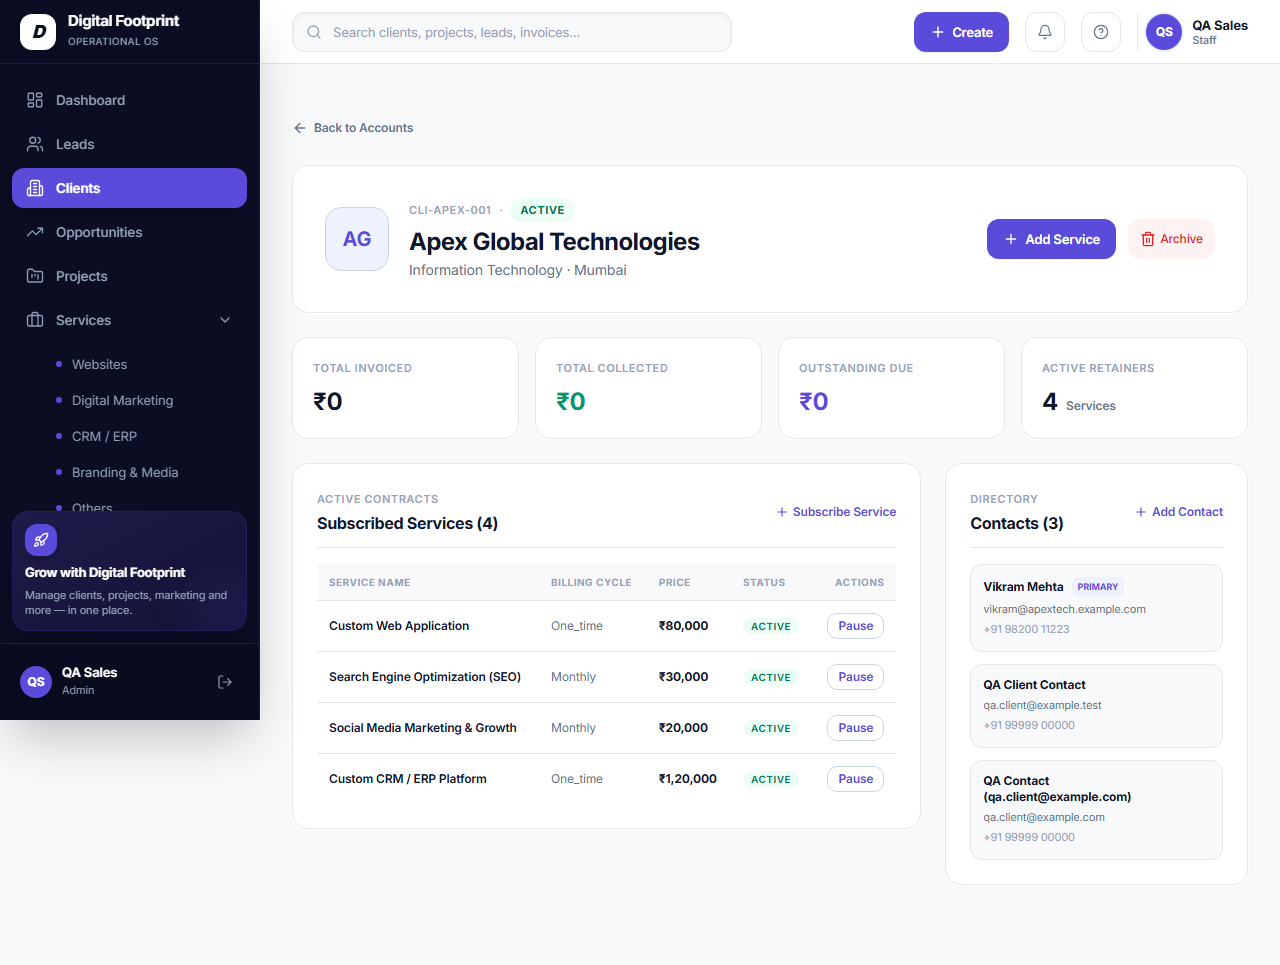 D
Digital Footprint
OPERATIONAL OS
Dashboard
Leads
Clients
Opportunities
Projects
Services
Websites
Digital Marketing
CRM / ERP
Branding & Media
Others
Grow with Digital Footprint
Manage clients, projects, marketing and
more — in one place.
QS
QA Sales
Admin
Search clients, projects, leads, invoices...
Create
QS
QA Sales
Staff
Back to Accounts
AG
CLI-APEX-001 · ACTIVE
Apex Global Technologies
Information Technology · Mumbai
Add Service
Archive
TOTAL INVOICED
₹0
TOTAL COLLECTED
₹0
OUTSTANDING DUE
₹0
ACTIVE RETAINERS
4 Services
ACTIVE CONTRACTS
Subscribed Services (4)
Subscribe Service
SERVICE NAME BILLING CYCLE PRICE STATUS ACTIONS
Custom Web Application One_time ₹80,000 ACTIVE Pause
Search Engine Optimization (SEO) Monthly ₹30,000 ACTIVE Pause
Social Media Marketing & Growth Monthly ₹20,000 ACTIVE Pause
Custom CRM / ERP Platform One_time ₹1,20,000 ACTIVE Pause
DIRECTORY
Contacts (3)
Add Contact
Vikram Mehta PRIMARY
vikram@apextech.example.com
+91 98200 11223
QA Client Contact
qa.client@example.test
+91 99999 00000
QA Contact
(qa.client@example.com)
qa.client@example.com
+91 99999 00000